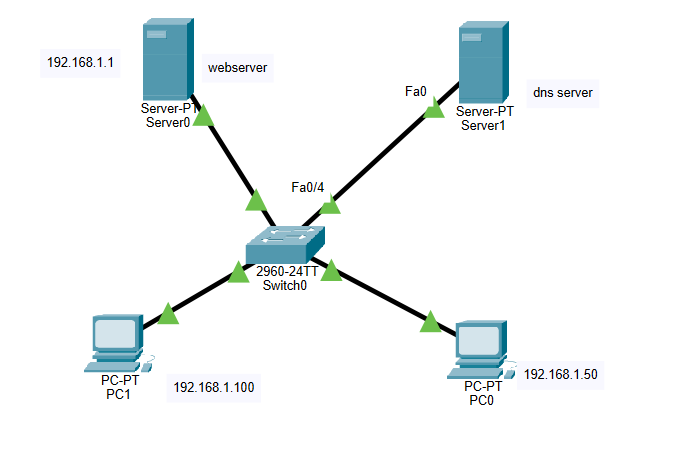 192.168.1.1
webserver
Server-PT
Server0
Fa0
dns server
Server-PT
Server1
Fa0/4
2960-24TT
Switch0
PC-PT
PC1
192.168.1.100
PC-PT
PC0
192.168.1.50